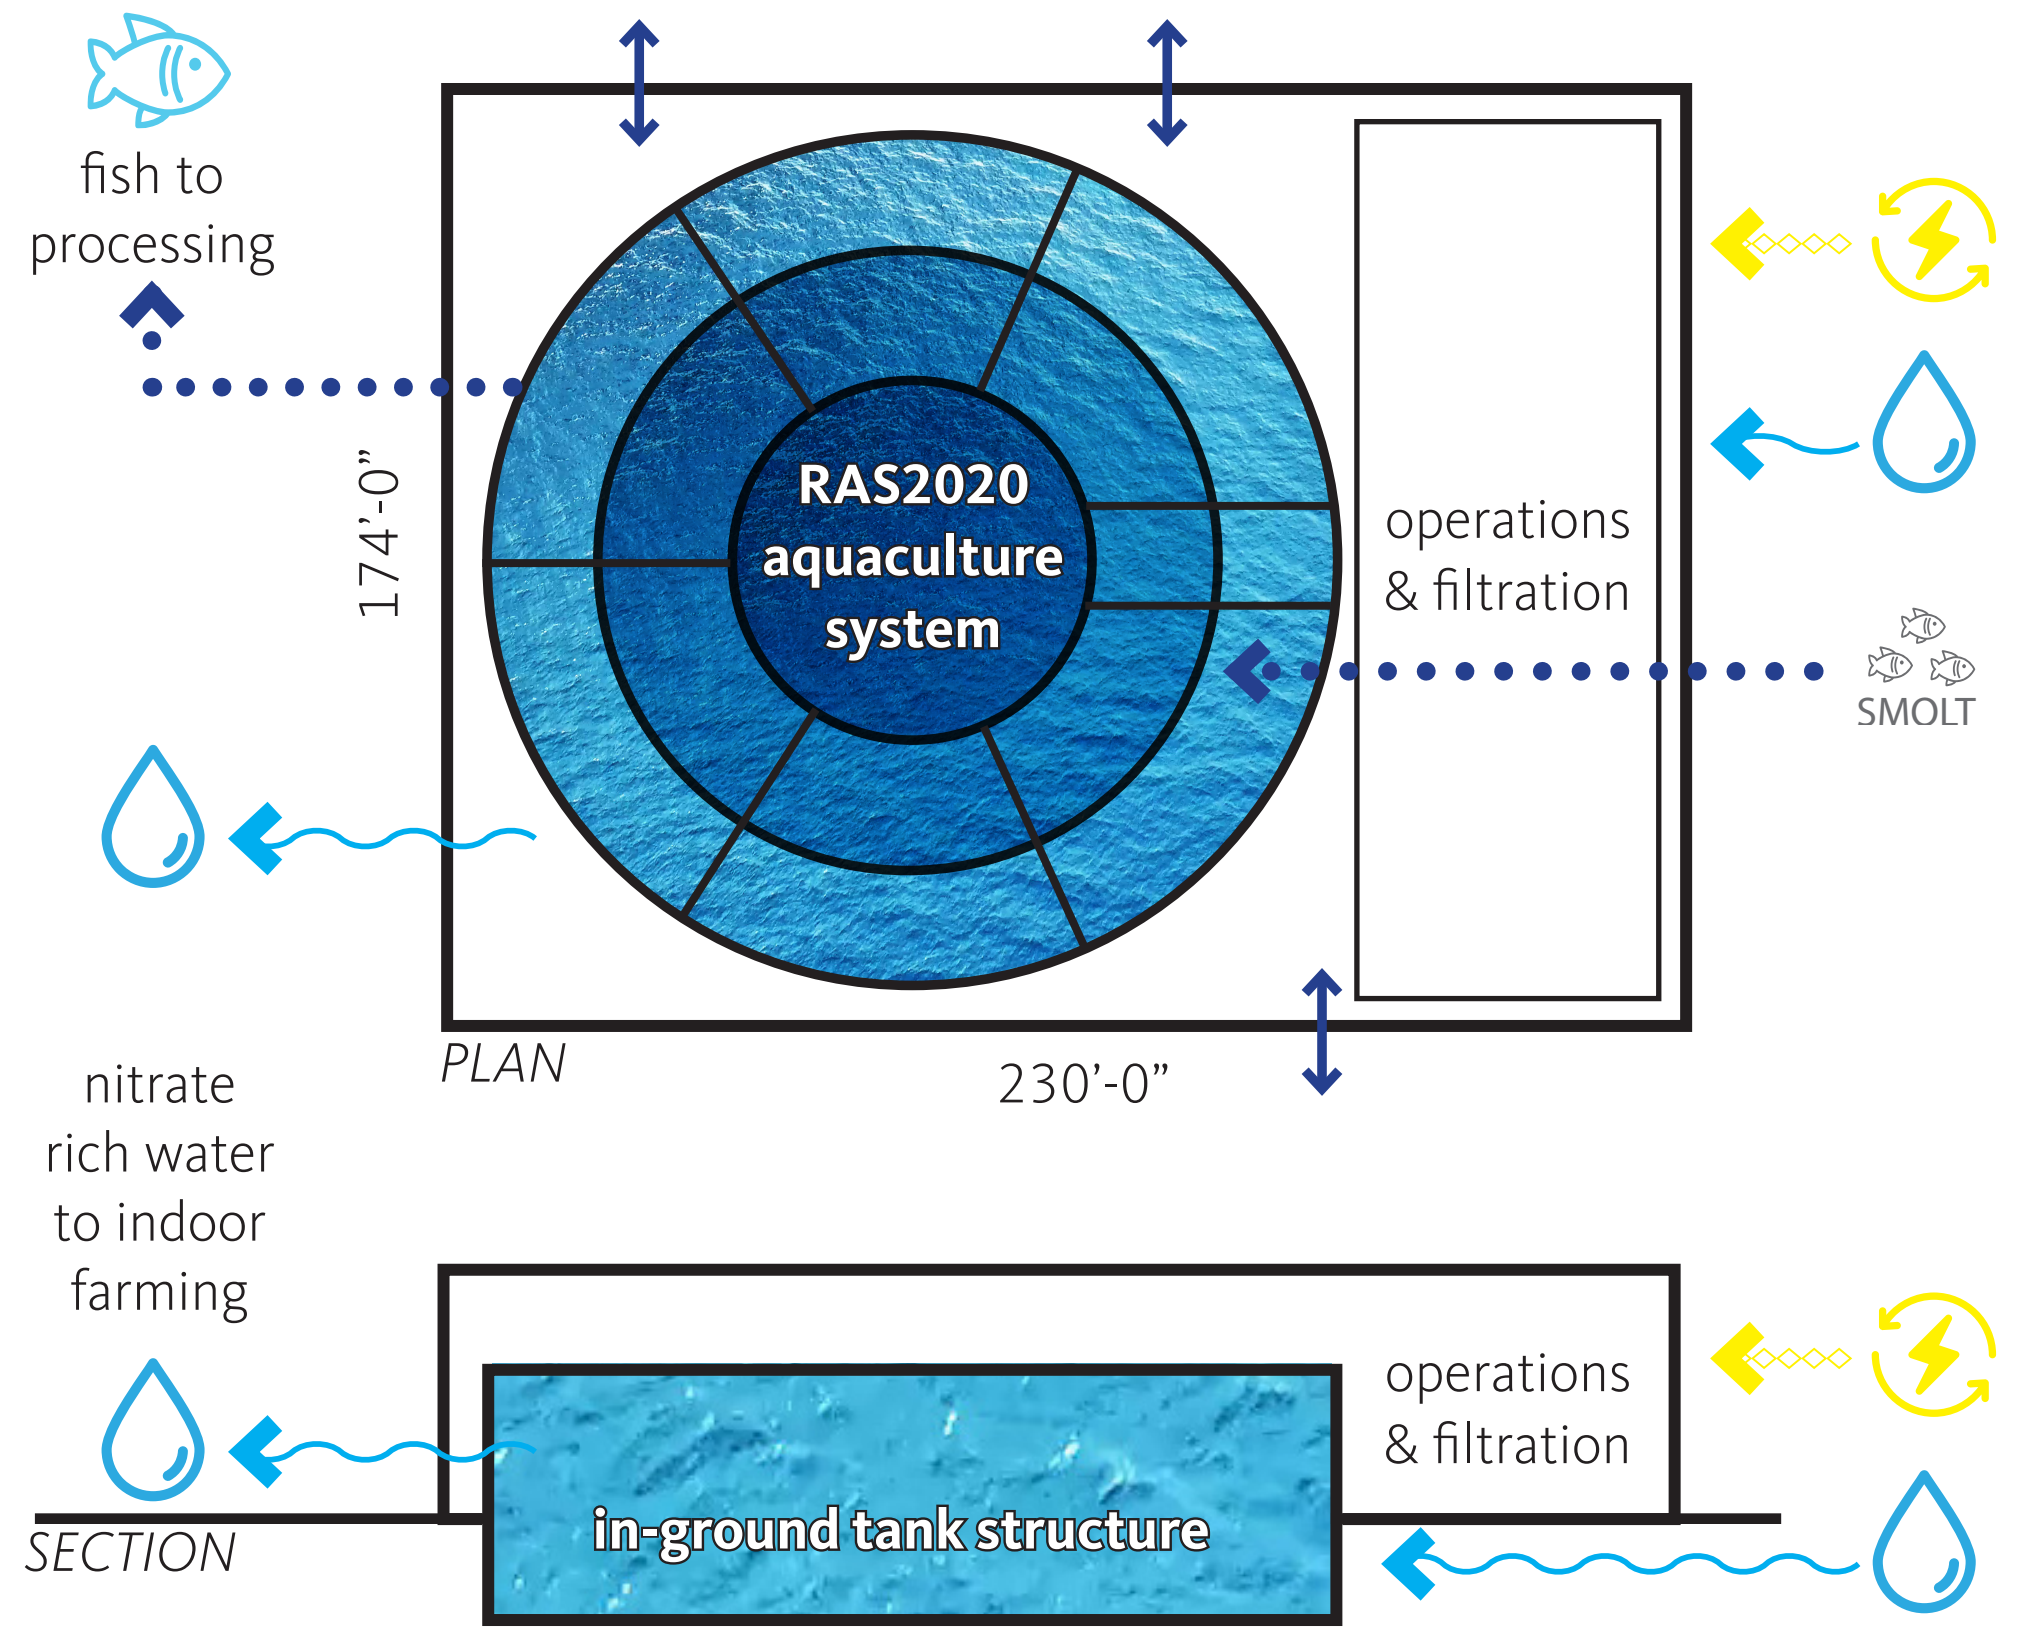 fish to
processing
174’-0”
RAS2020
aquaculture
system
operations
& filtration
SMOLT
PLAN
230’-0”
nitrate
rich water
to indoor
farming
operations
& filtration
in-ground tank structure
SECTION